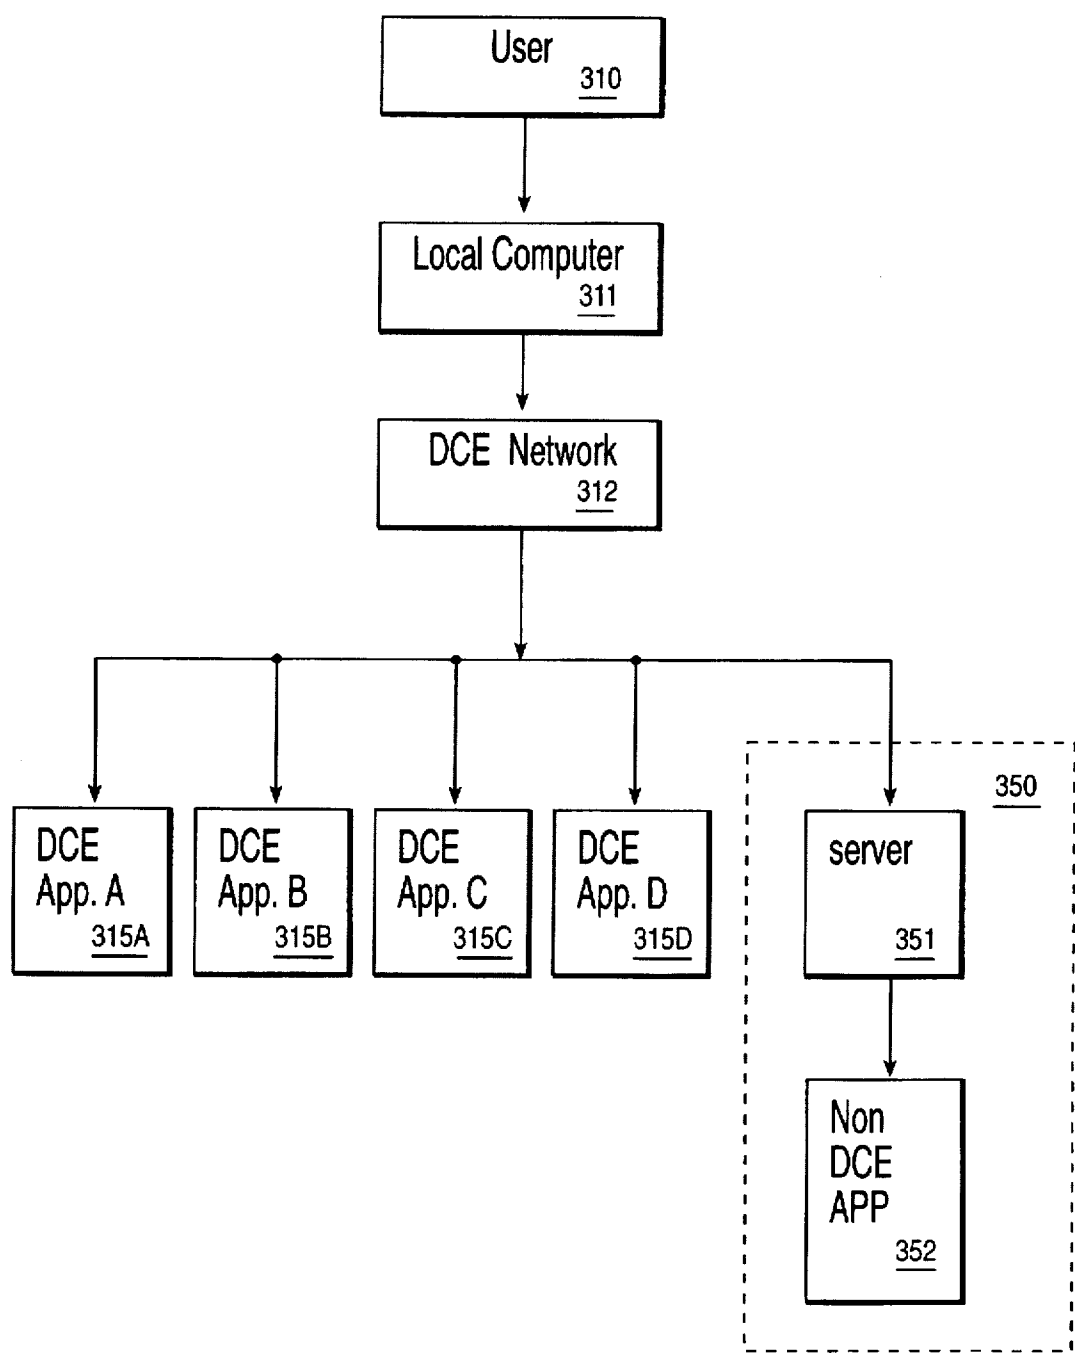 User
310
Local Computer
311
DCE Network
312
350
DCE
App. A
315A
DCE
App. B
315B
DCE
App. C
315C
DCE
App. D
315D
server
351
Non
DCE
APP
352